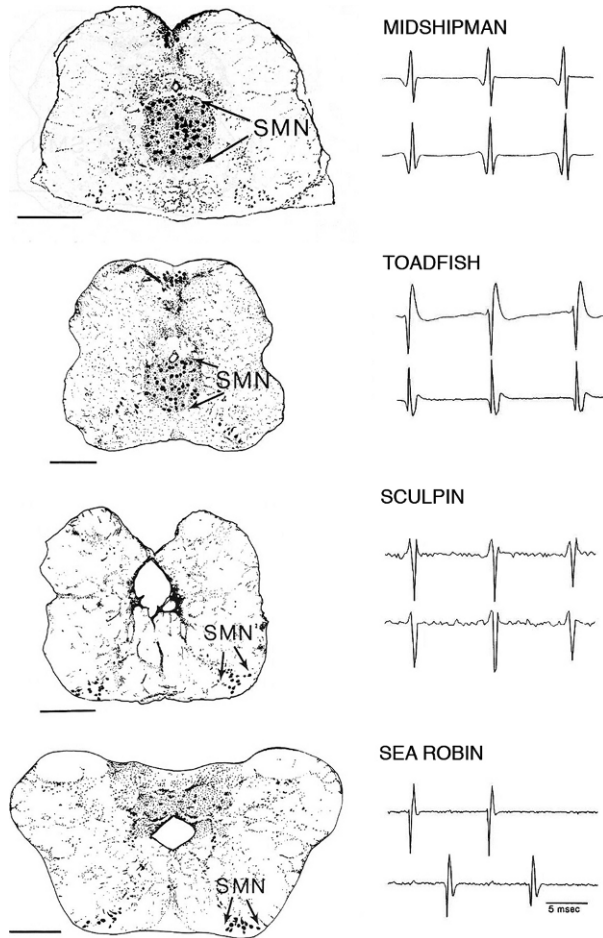 MIDSHIPMAN
SMN
TOADFISH
SMN
SCULPIN
SMN
SEA ROBIN
SMN
5 msec